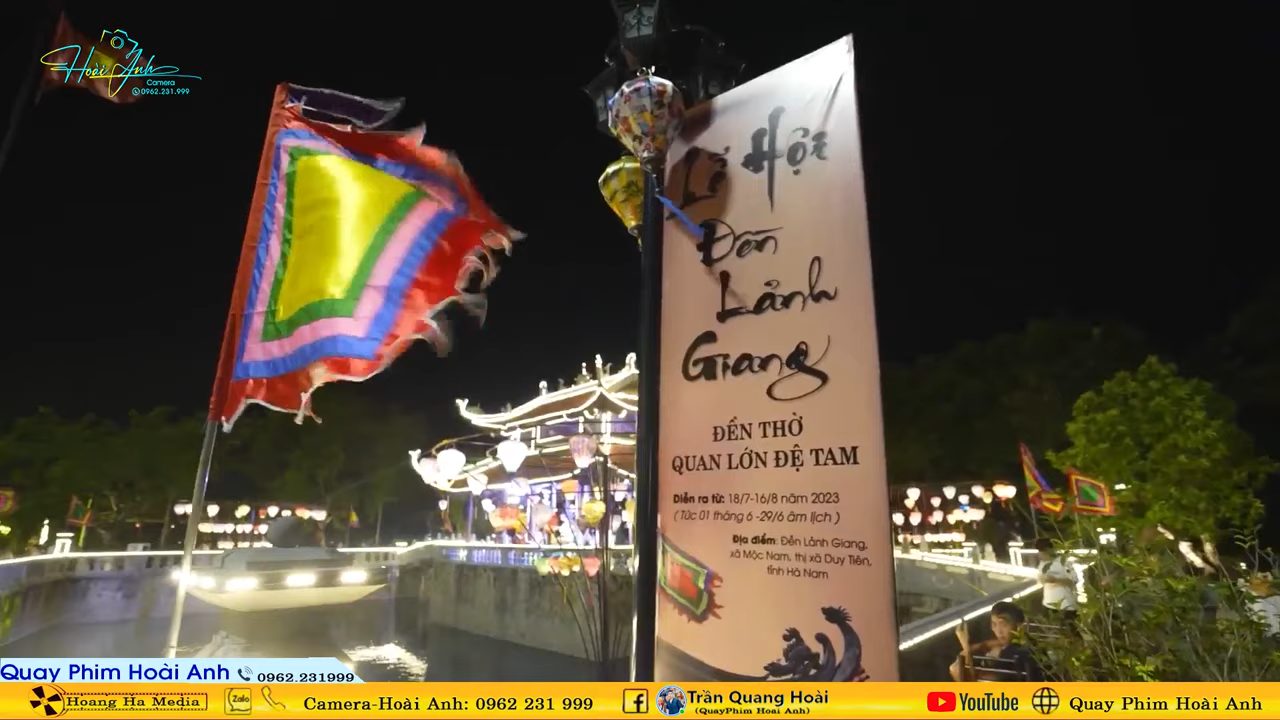 Hoài Anh
Camera
0962.231.999
Lễ Hội
Đền
Lảnh
Giang
ĐỀN THỜ
QUAN LỚN ĐỆ TAM
Diễn ra từ: 18/7-16/8 năm 2023
( Tức 01 tháng 6 -29/6 âm lịch )
Địa điểm: Đền Lảnh Giang,
xã Mộc Nam, thị xã Duy Tiên,
tỉnh Hà Nam
Quay Phim Hoài Anh 0962.231999
Hoang Ha Media Zalo Camera-Hoài Anh: 0962 231 999 Trần Quang Hoài YouTube Quay Phim Hoài Anh
(QuayPhim Hoai Anh)